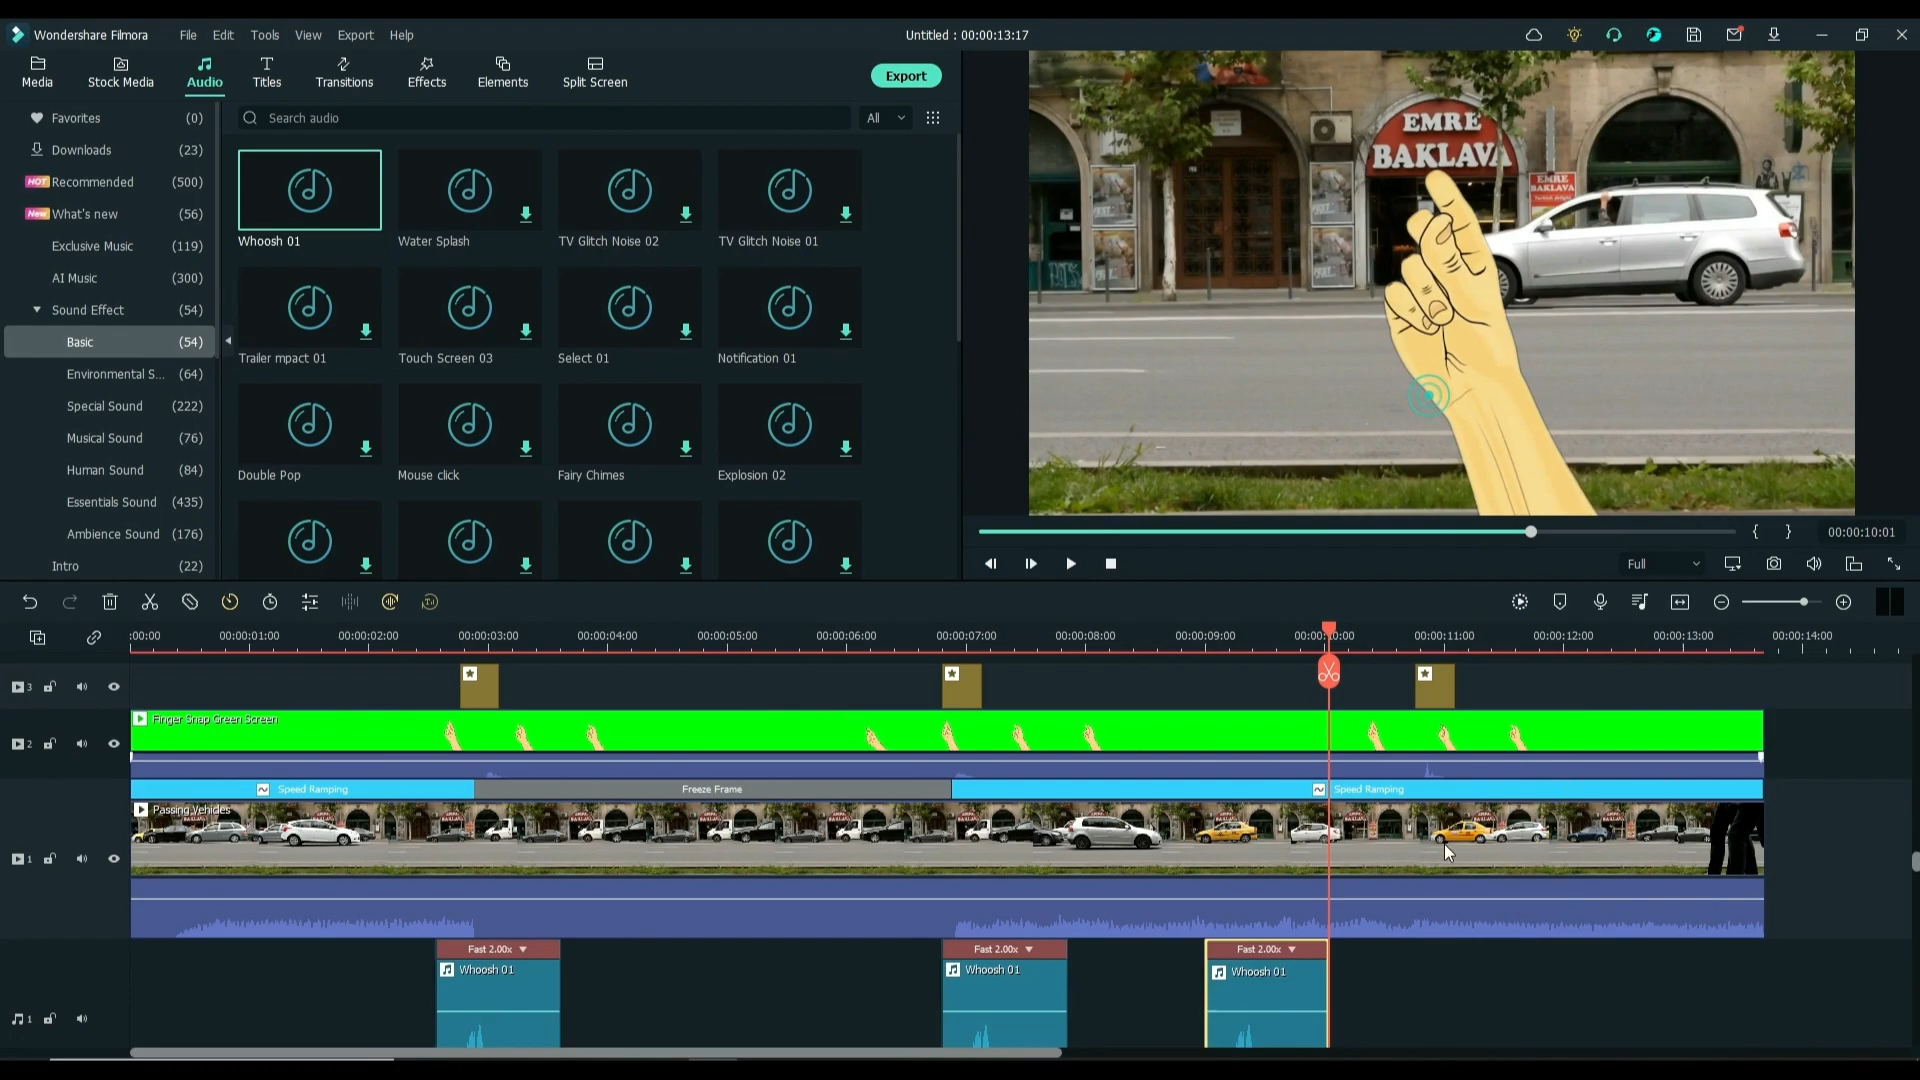 Wondershare Filmora File Edit Tools View Export Help Untitled : 00:00:13:17
Media Stock Media Audio Titles Transitions Effects Elements Split Screen Export
Favorites (0)
Downloads (23)
HOT Recommended (500)
New What's new (56)
Exclusive Music (119)
AI Music (300)
Sound Effect (54)
Basic (54)
Environmental S... (64)
Special Sound (222)
Musical Sound (76)
Human Sound (84)
Essentials Sound (435)
Ambience Sound (176)
Intro (22)
Search audio All
Whoosh 01 Water Splash TV Glitch Noise 02 TV Glitch Noise 01
Trailer mpact 01 Touch Screen 03 Select 01 Notification 01
Double Pop Mouse click Fairy Chimes Explosion 02
EMRE
BAKLAVA
EMRE
BAKLAVA
{ } 00:00:10:01
Full
:00:00 00:00:01:00 00:00:02:00 00:00:03:00 00:00:04:00 00:00:05:00 00:00:06:00 00:00:07:00 00:00:08:00 00:00:09:00 00:00:10:00 00:00:11:00 00:00:12:00 00:00:13:00 00:00:14:00
3
Finger Snap Green Screen
2
Speed Ramping Freeze Frame Speed Ramping
Passing Vehicles
1
Fast 2.00x Fast 2.00x Fast 2.00x
Whoosh 01 Whoosh 01 Whoosh 01
1